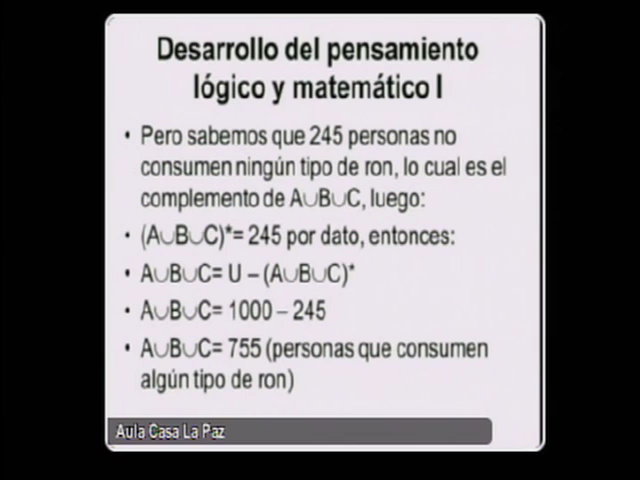 Desarrollo del pensamiento
lógico y matemático I
• Pero sabemos que 245 personas no
consumen ningún tipo de ron, lo cual es el
complemento de A∪B∪C, luego:
• (A∪B∪C)*= 245 por dato, entonces:
• A∪B∪C= U – (A∪B∪C)*
• A∪B∪C= 1000 – 245
• A∪B∪C= 755 (personas que consumen
algún tipo de ron)
Aula Casa La Paz